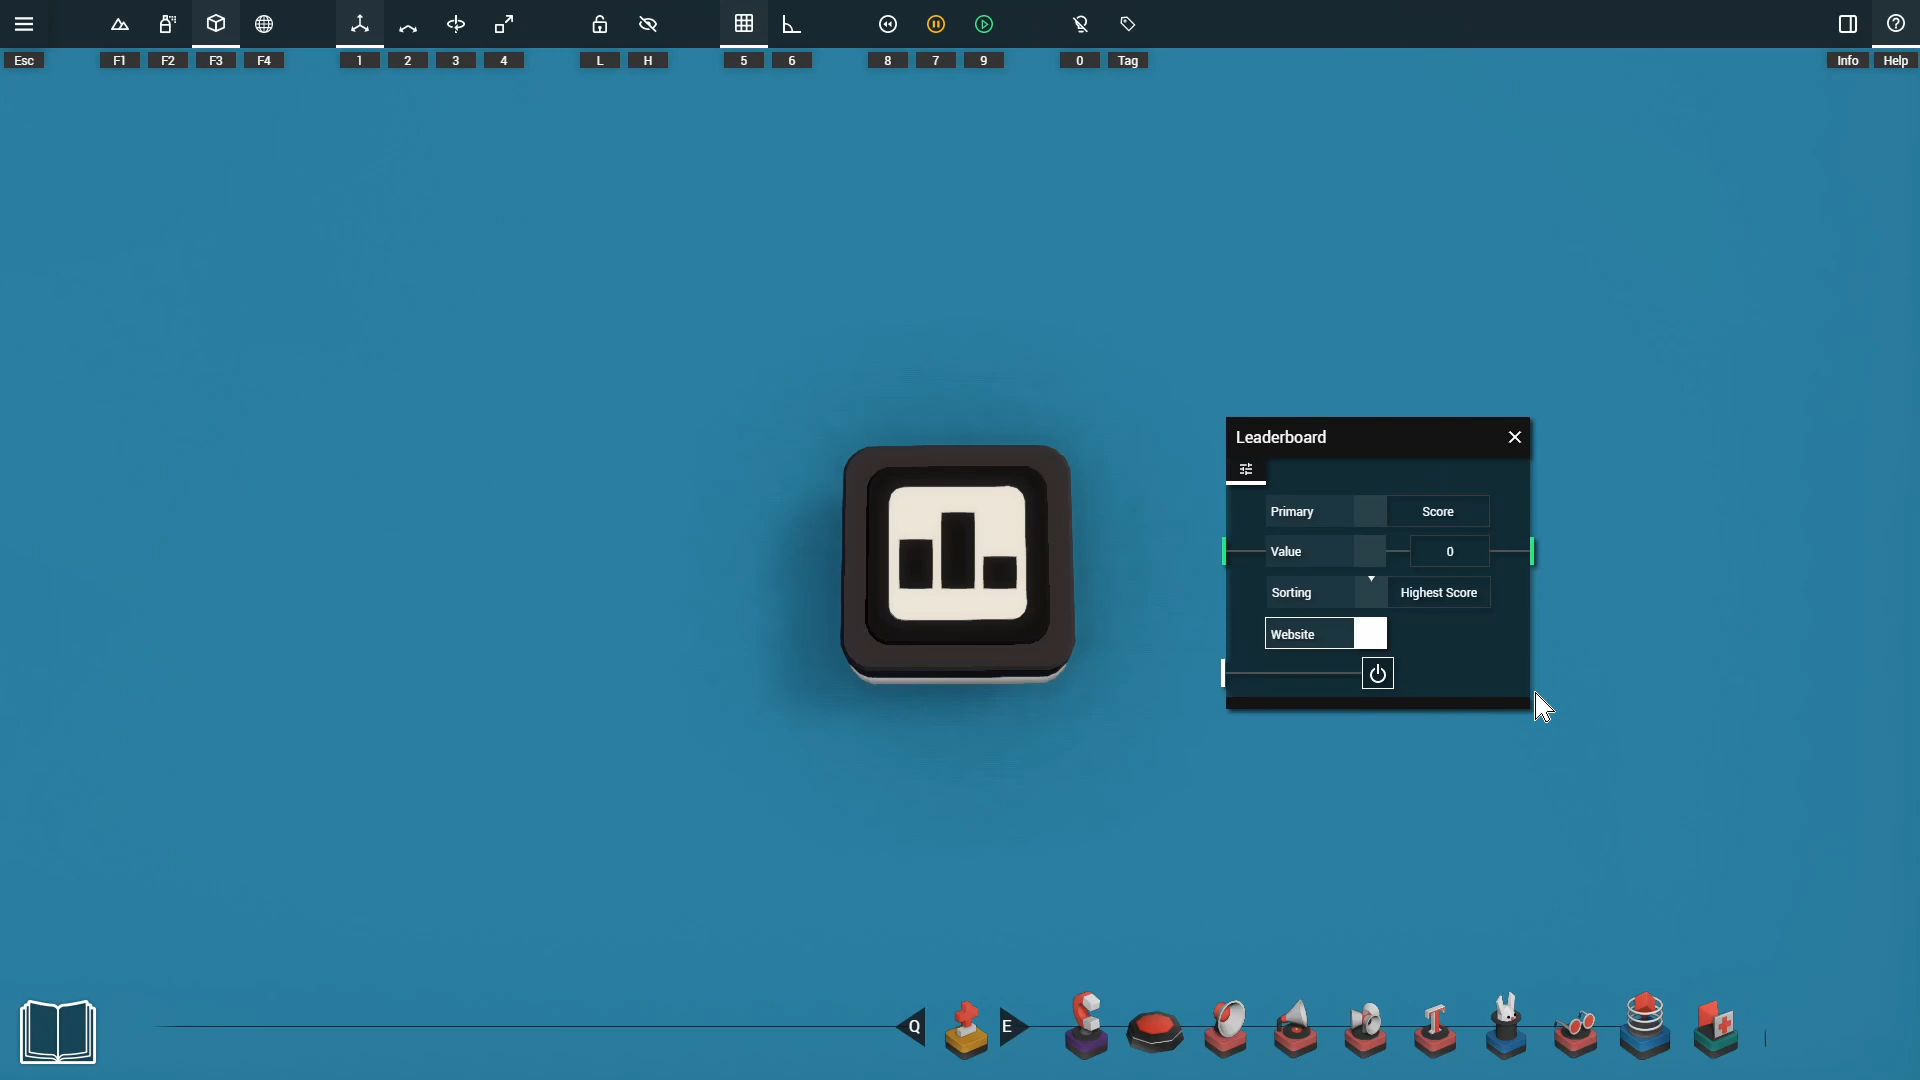 Esc F1 F2 F3 F4 1 2 3 4 L H 5 6 8 7 9 0 Tag Info Help
Leaderboard
Primary Score
Value 0
Sorting Highest Score
Website
Q E